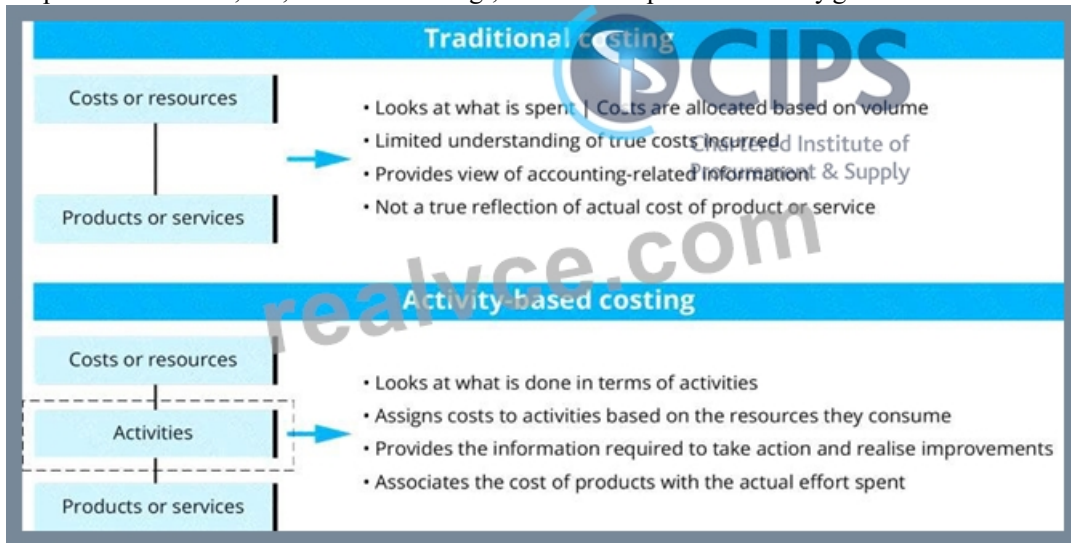 Traditional costing
CIPS
Chartered Institute of
Procurement & Supply
Costs or resources
Products or services
• Looks at what is spent | Costs are allocated based on volume
• Limited understanding of true costs incurred
• Provides view of accounting-related information
• Not a true reflection of actual cost of product or service
realvce.com
Activity-based costing
Costs or resources
Activities
Products or services
• Looks at what is done in terms of activities
• Assigns costs to activities based on the resources they consume
• Provides the information required to take action and realise improvements
• Associates the cost of products with the actual effort spent